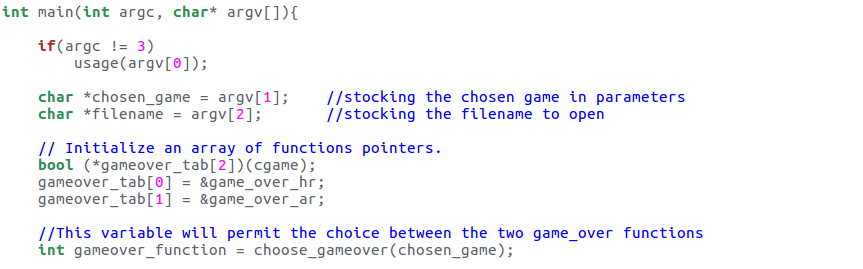 int main(int argc, char* argv[]){
if(argc != 3)
usage(argv[0]);
char *chosen_game = argv[1]; //stocking the chosen game in parameters
char *filename = argv[2]; //stocking the filename to open
// Initialize an array of functions pointers.
bool (*gameover_tab[2])(cgame);
gameover_tab[0] = &game_over_hr;
gameover_tab[1] = &game_over_ar;
//This variable will permit the choice between the two game_over functions
int gameover_function = choose_gameover(chosen_game);